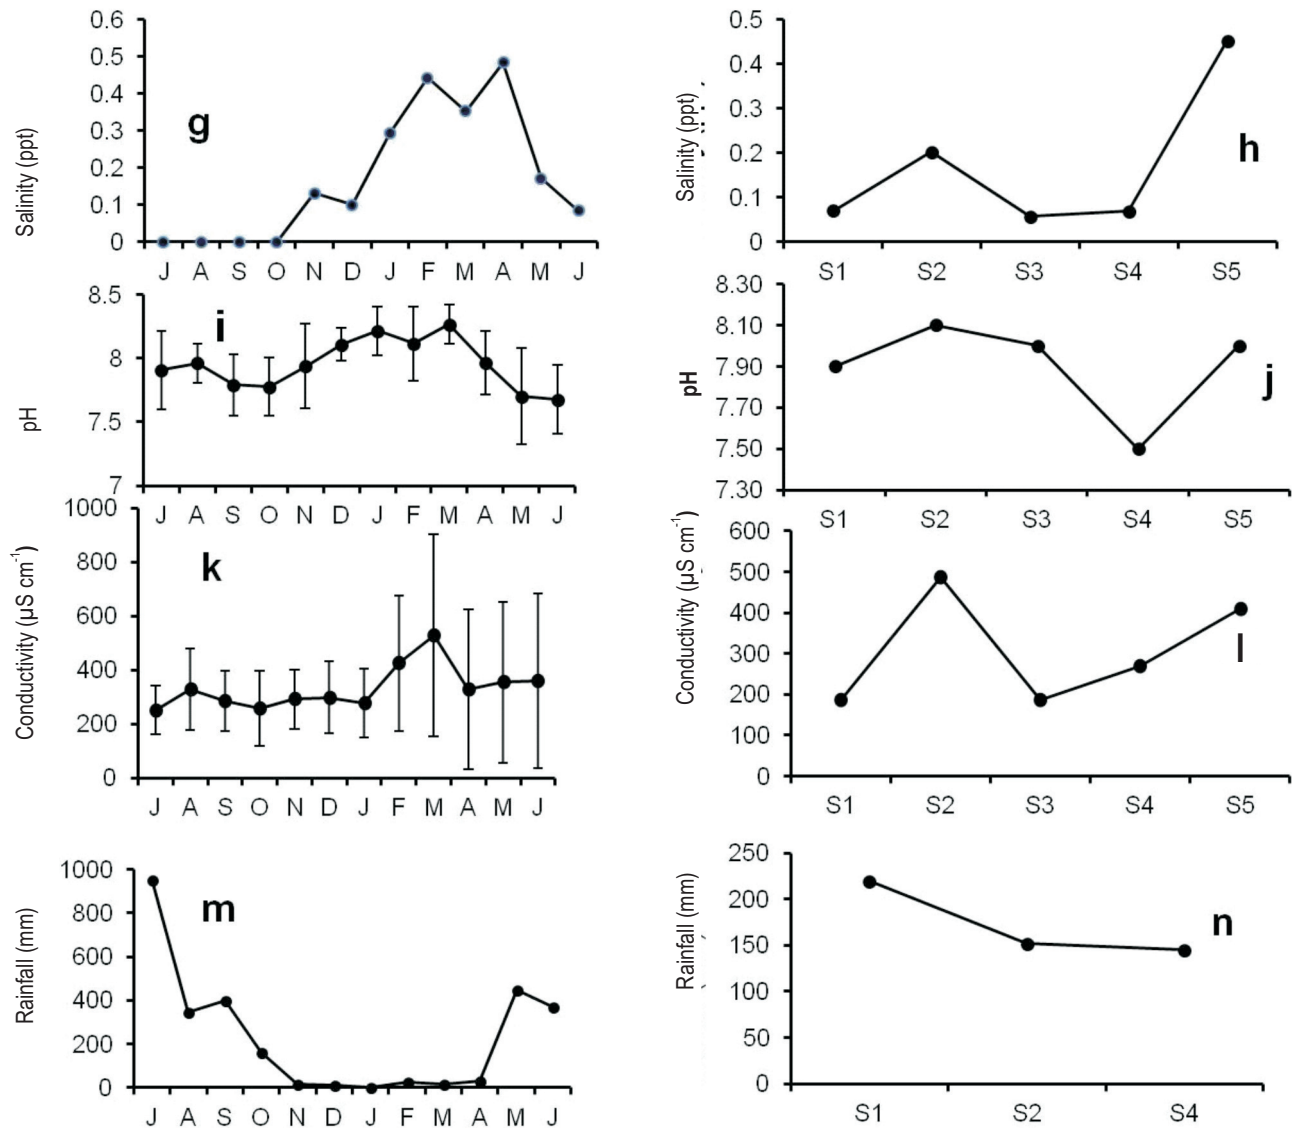 0.6
0.5
0.4
0.3
0.2
0.1
0
Salinity (ppt)
g
J A S O N D J F M A M J
0.5
0.4
0.3
0.2
0.1
0
Salinity (ppt)
h
S1 S2 S3 S4 S5
8.5
8
7.5
7
pH
i
J A S O N D J F M A M J
8.30
8.10
7.90
7.70
7.50
7.30
pH
j
S1 S2 S3 S4 S5
1000
800
600
400
200
0
Conductivity (µS cm⁻¹)
k
J A S O N D J F M A M J
600
500
400
300
200
100
0
Conductivity (µS cm⁻¹)
l
S1 S2 S3 S4 S5
1000
800
600
400
200
0
Rainfall (mm)
m
J A S O N D J F M A M J
250
200
150
100
50
0
Rainfall (mm)
n
S1 S2 S4